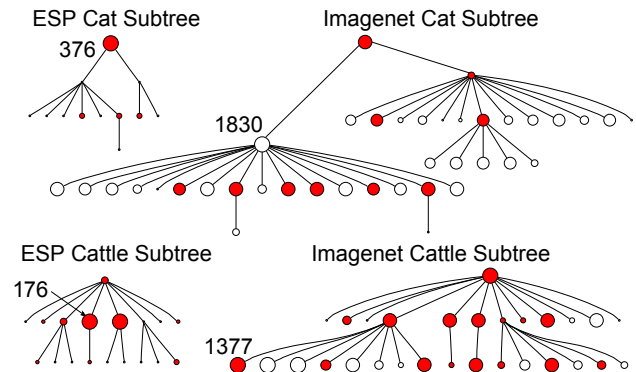 ESP Cat Subtree
Imagenet Cat Subtree
376
1830
ESP Cattle Subtree
Imagenet Cattle Subtree
176
1377